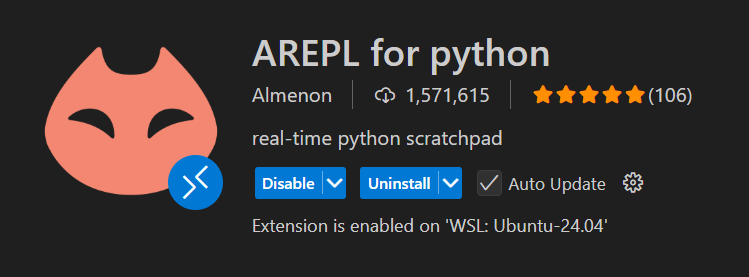 AREPL for python
Almenon 1,571,615 (106)
real-time python scratchpad
Disable Uninstall Auto Update
Extension is enabled on 'WSL: Ubuntu-24.04'